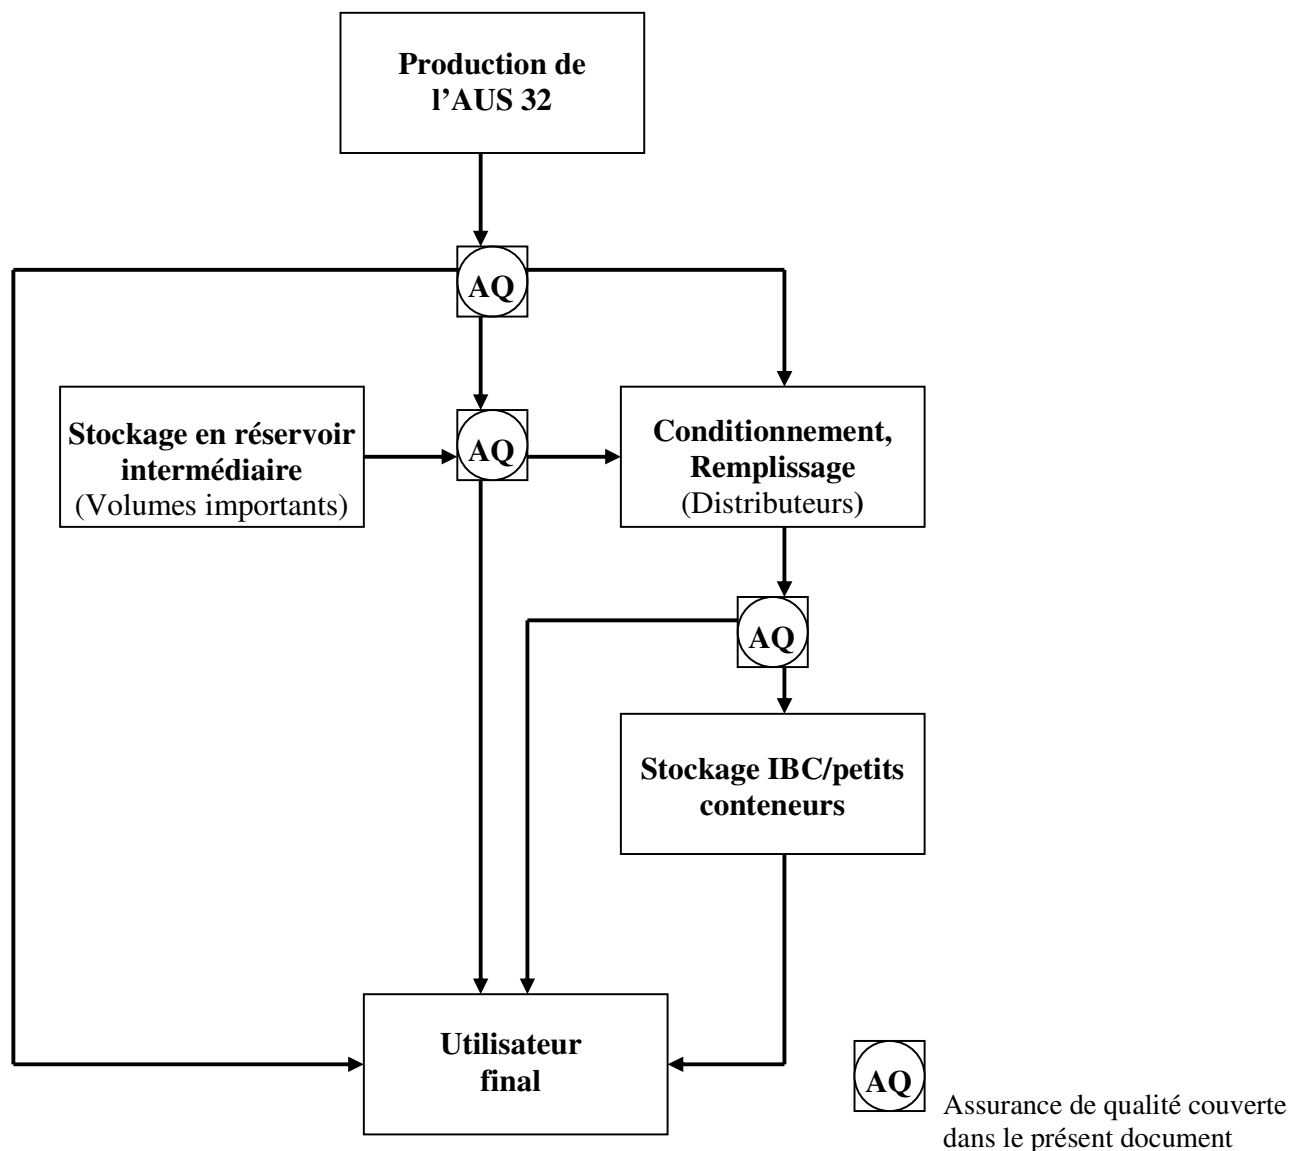 Production de
l’AUS 32
AQ
Stockage en réservoir
intermédiaire
(Volumes importants)
AQ
Conditionnement,
Remplissage
(Distributeurs)
AQ
Stockage IBC/petits
conteneurs
Utilisateur
final
AQ
Assurance de qualité couverte
dans le présent document